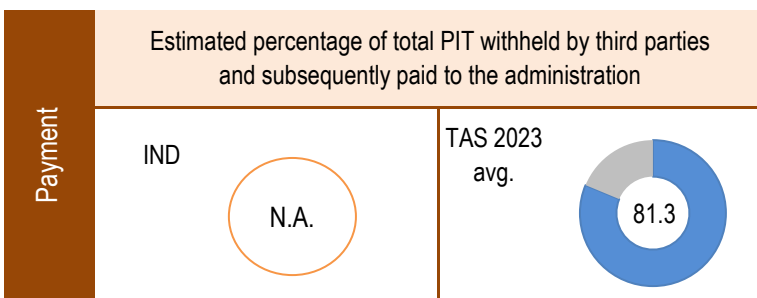 Payment
Estimated percentage of total PIT withheld by third parties
and subsequently paid to the administration
IND
N.A.
TAS 2023
avg.
81.3